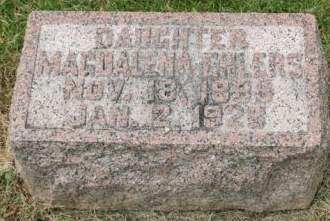 DAUGHTER
MAGDALENA EHLERS
NOV. 18,
JAN. 2,